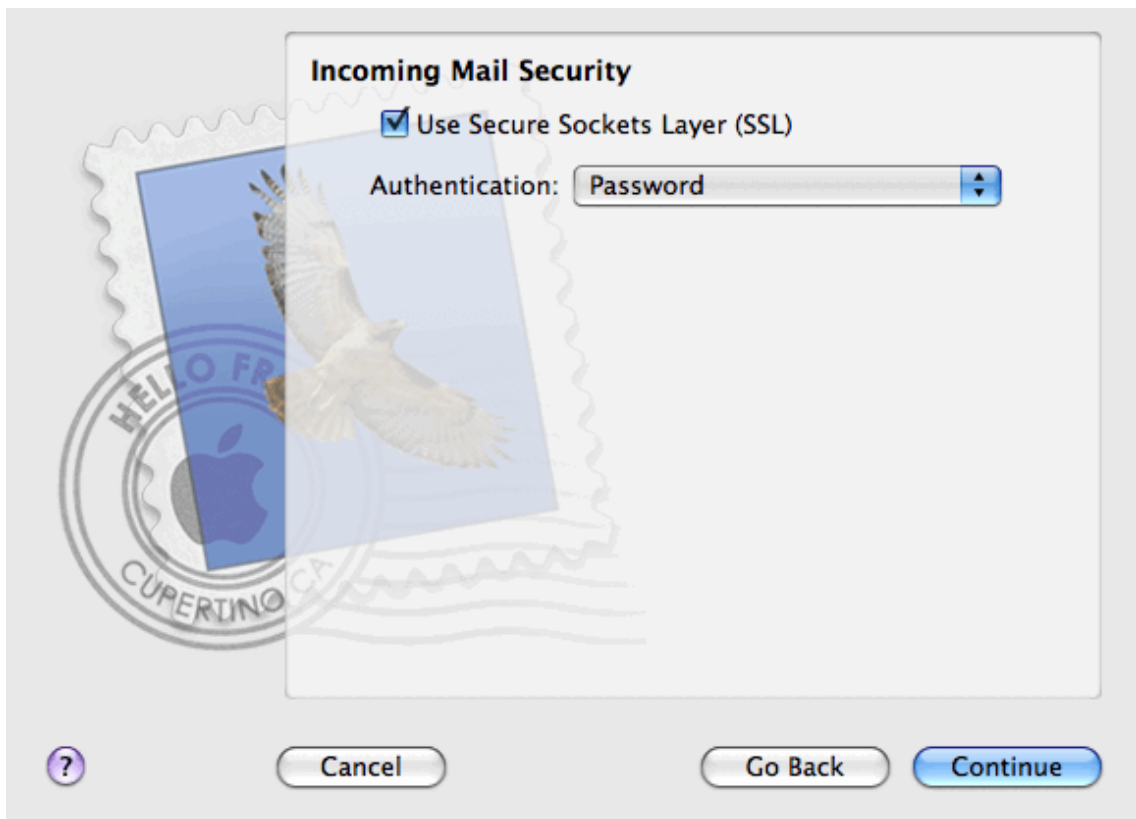 Incoming Mail Security
Use Secure Sockets Layer (SSL)
Authentication: Password
HELLO FR
CUPERTINO CA
?
Cancel
Go Back
Continue